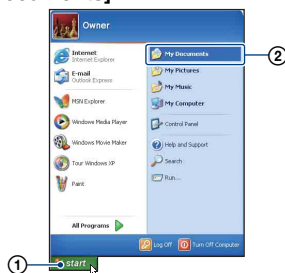 Owner
Internet
Internet Explorer
E-mail
Outlook Express
MSN Explorer
Windows Media Player
Windows Movie Maker
Tour Windows XP
Paint
All Programs
My Documents
My Pictures
My Music
My Computer
Control Panel
Help and Support
Search
Run...
Log Off
Turn Off Computer
start
1
2